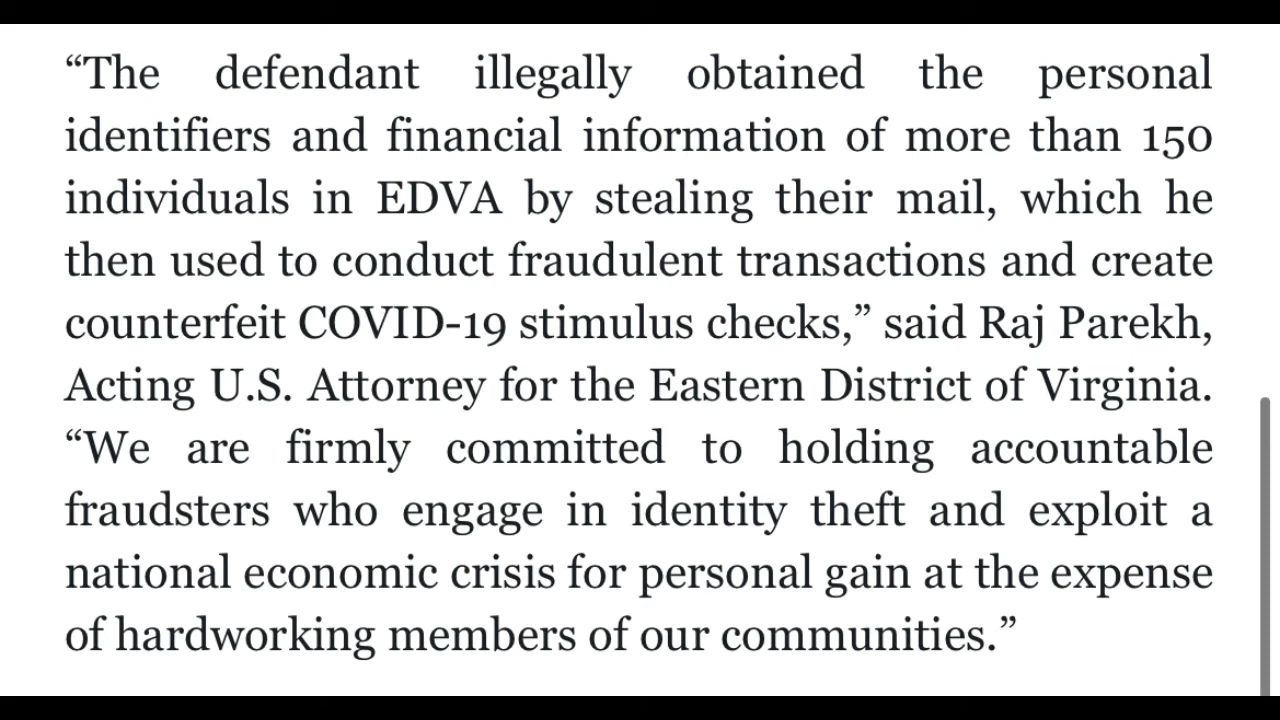 “The defendant illegally obtained the personal
identifiers and financial information of more than 150
individuals in EDVA by stealing their mail, which he
then used to conduct fraudulent transactions and create
counterfeit COVID-19 stimulus checks,” said Raj Parekh,
Acting U.S. Attorney for the Eastern District of Virginia.
“We are firmly committed to holding accountable
fraudsters who engage in identity theft and exploit a
national economic crisis for personal gain at the expense
of hardworking members of our communities.”